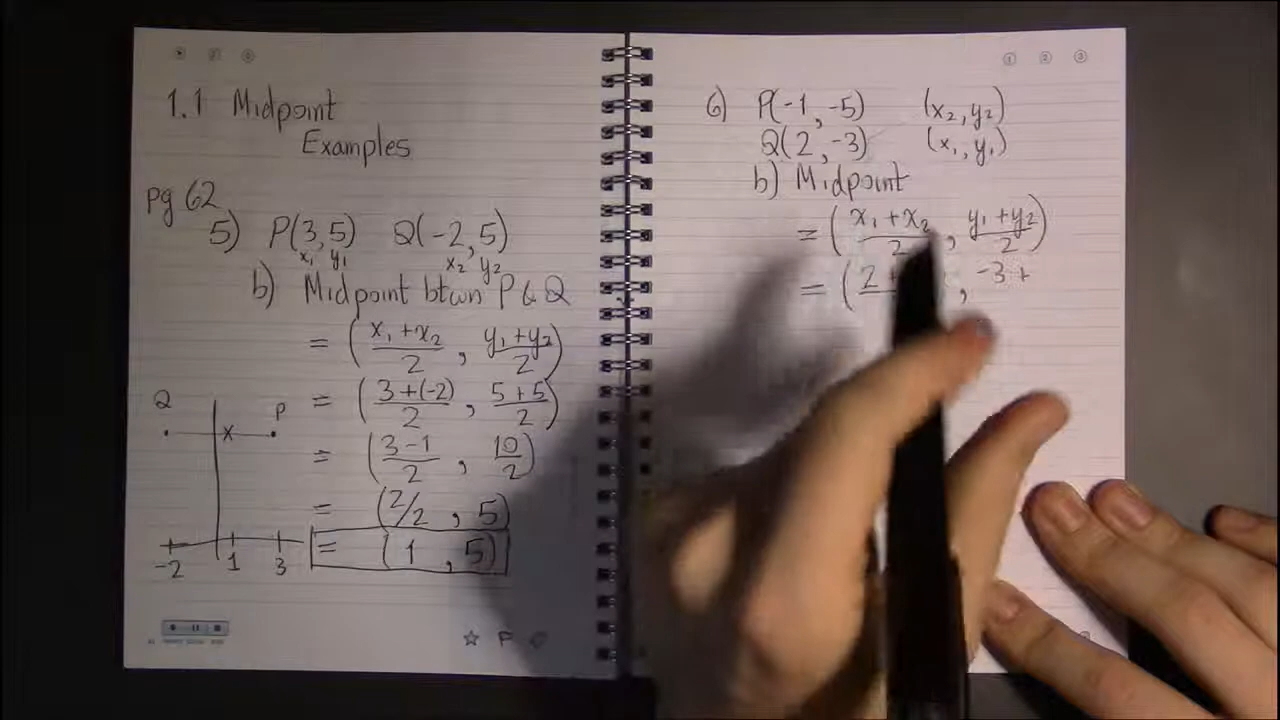 1.1 Midpoint
Examples
pg 62
5) P(3,5) Q(-2,5)
x₁ y₁ x₂ y₂
b) Midpoint btwn P & Q
= (x₁+x₂/2 , y₁+y₂/2)
= (3+(-2)/2 , 5+5/2)
= (3-1/2 , 10/2)
= (2/2 , 5)
= (1 , 5)
Q P
x
-2 1 3
6) P(-1,-5) (x₂,y₂)
Q(2,-3) (x₁,y₁)
b) Midpoint
= (x₁+x₂/2 , y₁+y₂/2)
= (2 , -3+